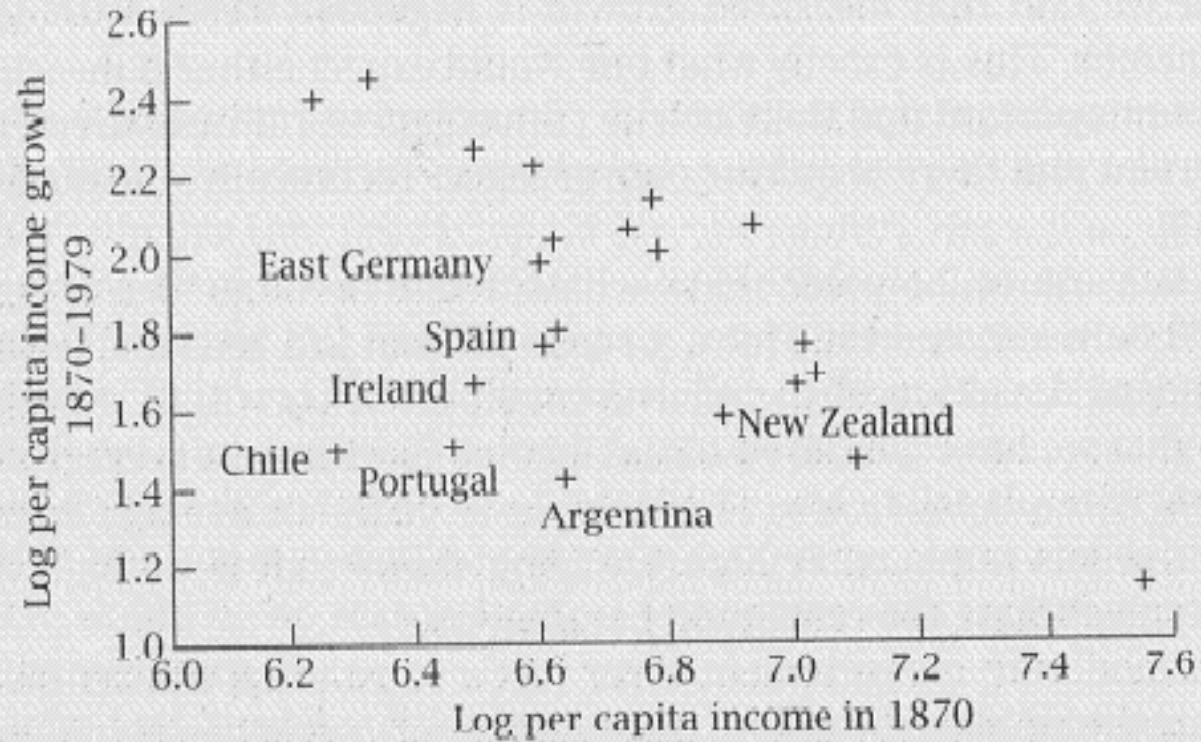 Log per capita income growth
1870–1979
2.6
2.4
2.2
2.0
1.8
1.6
1.4
1.2
1.0
East Germany
Spain
Ireland
New Zealand
Chile
Portugal
Argentina
6.0 6.2 6.4 6.6 6.8 7.0 7.2 7.4 7.6
Log per capita income in 1870